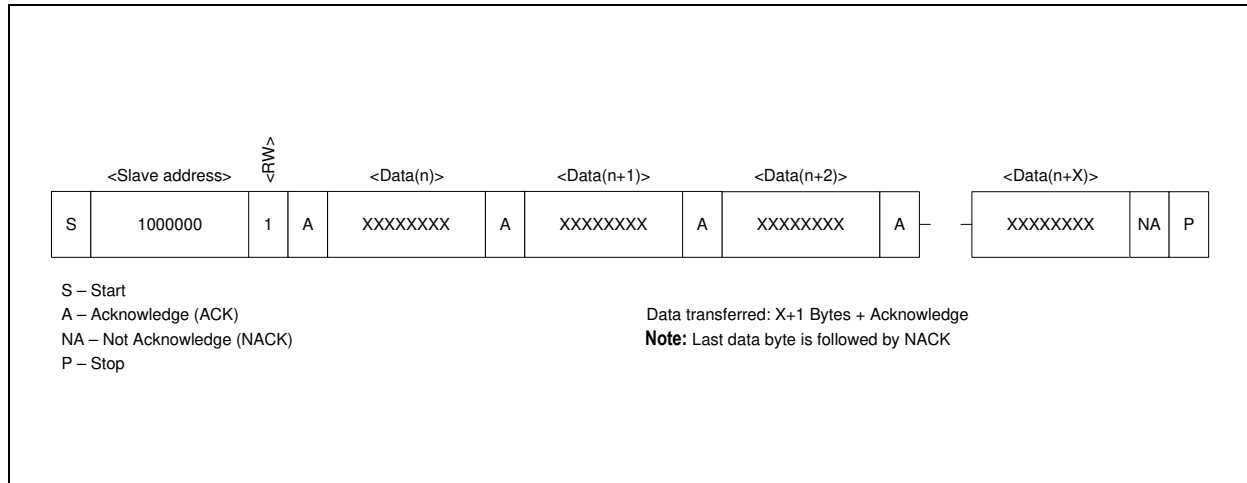 <RW>
<Slave address> <Data(n)> <Data(n+1)> <Data(n+2)> <Data(n+X)>
S 1000000 1 A XXXXXXXX A XXXXXXXX A XXXXXXXX A XXXXXXXX NA P
S – Start
A – Acknowledge (ACK)
NA – Not Acknowledge (NACK)
P – Stop
Data transferred: X+1 Bytes + Acknowledge
Note: Last data byte is followed by NACK